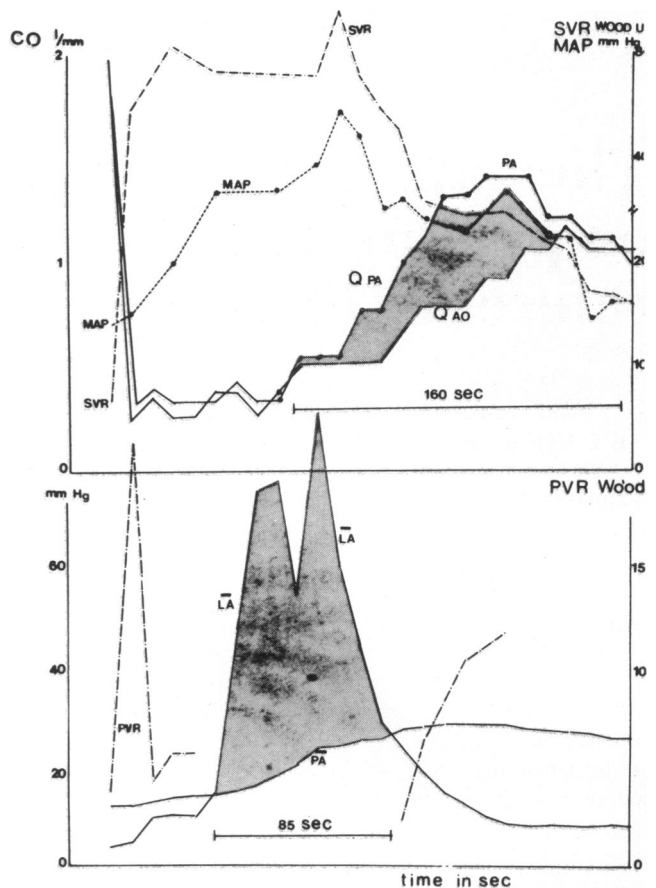 CO l/mm
SVR WOOD U
MAP mm Hg
2
SVR
40
PA
MAP
1
Q PA
20
Q AO
MAP
10
SVR
160 sec
0
0
mm Hg
PVR Wood
60
15
LA
LA
40
10
PVR
PA
20
5
85 sec
0
0
time in sec